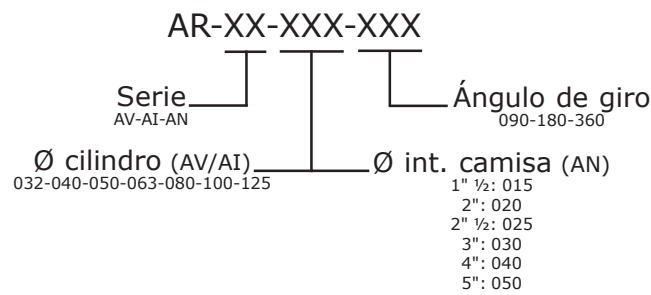 AR-XX-XXX-XXX
Serie
AV-AI-AN
Ángulo de giro
090-180-360
Ø cilindro (AV/AI)
032-040-050-063-080-100-125
Ø int. camisa (AN)
1" ½: 015
2": 020
2" ½: 025
3": 030
4": 040
5": 050